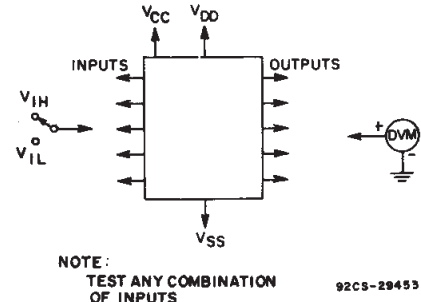 VCC VDD
INPUTS OUTPUTS
VIH
VIL
+
DVM
-
VSS
NOTE:
TEST ANY COMBINATION
OF INPUTS
92CS-29453